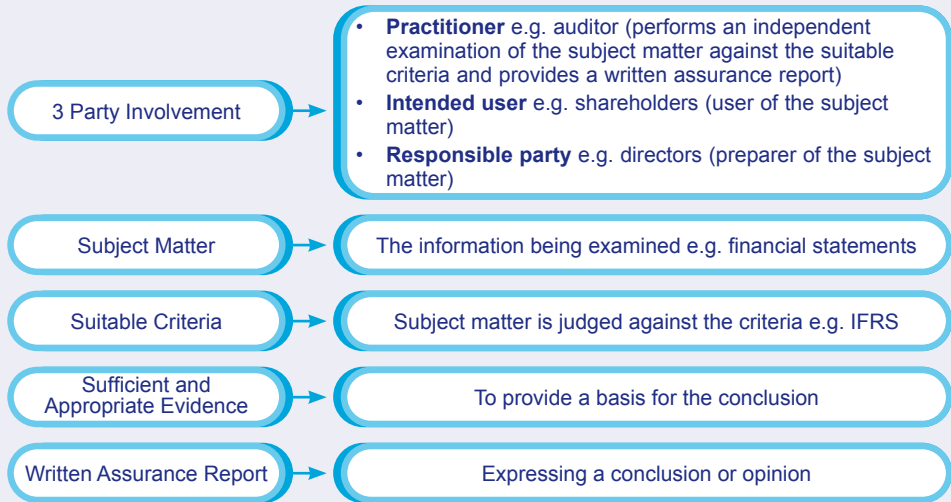 3 Party Involvement
• Practitioner e.g. auditor (performs an independent
examination of the subject matter against the suitable
criteria and provides a written assurance report)
• Intended user e.g. shareholders (user of the subject
matter)
• Responsible party e.g. directors (preparer of the subject
matter)
Subject Matter
The information being examined e.g. financial statements
Suitable Criteria
Subject matter is judged against the criteria e.g. IFRS
Sufficient and
Appropriate Evidence
To provide a basis for the conclusion
Written Assurance Report
Expressing a conclusion or opinion